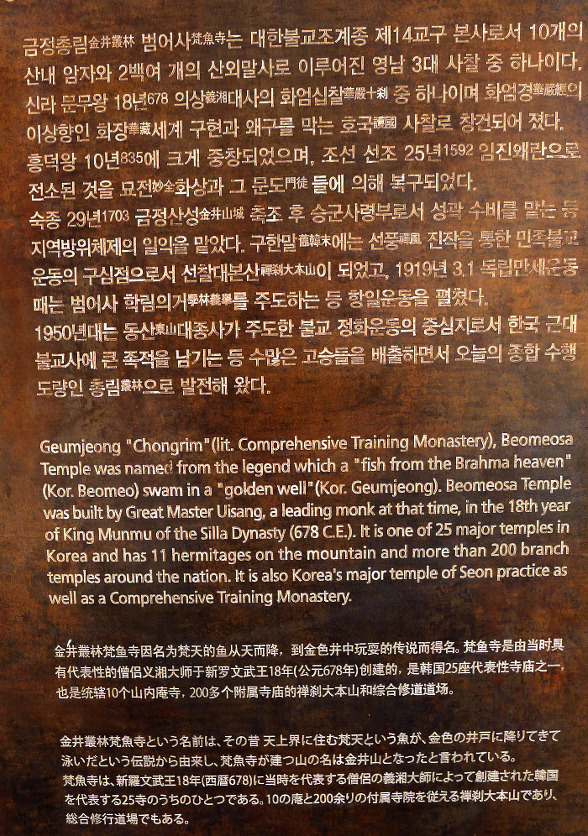 금정총림金井叢林 범어사梵魚寺는 대한불교조계종 제14교구 본사로서 10개의
산내 암자와 2백여 개의 산외말사로 이루어진 영남 3대 사찰 중 하나이다.
신라 문무왕 18년678 의상義湘대사의 화엄십찰華嚴十刹 중 하나이며 화엄경華嚴經의
이상향인 화장華藏세계 구현과 왜구를 막는 호국護國 사찰로 창건되어 졌다.
흥덕왕 10년835에 크게 중창되었으며, 조선 선조 25년1592 임진왜란으로
전소된 것을 묘전妙全화상과 그 문도門徒 들에 의해 복구되었다.
숙종 29년1703 금정산성金井山城 축조 후 승군사령부로서 성곽 수비를 맡는 등
지역방위체제의 일익을 맡았다. 구한말舊韓末에는 선풍禪風 진작을 통한 민족불교
운동의 구심점으로서 선찰대본산禪刹大本山이 되었고, 1919년 3.1 독립만세운동
때는 범어사 학림의거學林義擧를 주도하는 등 항일운동을 펼쳤다.
1950년대는 동산東山대종사가 주도한 불교 정화운동의 중심지로서 한국 근대
불교사에 큰 족적을 남기는 등 수많은 고승들을 배출하면서 오늘의 종합 수행
도량인 총림叢林으로 발전해 왔다.
Geumjeong "Chongrim"(lit. Comprehensive Training Monastery), Beomeosa
Temple was named from the legend which a "fish from the Brahma heaven"
(Kor. Beomeo) swam in a "golden well"(Kor. Geumjeong). Beomeosa Temple
was built by Great Master Uisang, a leading monk at that time, in the 18th year
of King Munmu of the Silla Dynasty (678 C.E.). It is one of 25 major temples in
Korea and has 11 hermitages on the mountain and more than 200 branch
temples around the nation. It is also Korea's major temple of Seon practice as
well as a Comprehensive Training Monastery.
金井叢林梵鱼寺因名为梵天的鱼从天而降，到金色井中玩耍的传说而得名。梵鱼寺是由当时具
有代表性的僧侣义湘大师于新罗文武王18年(公元678年)创建的，是韩国25座代表性寺庙之一，
也是统辖10个山内庵寺，200多个附属寺庙的禅刹大本山和综合修道道场。
金井叢林梵魚寺という名前は、その昔 天上界に住む梵天という魚が、金色の井戸に降りてきて
泳いだという伝説から由来し、梵魚寺が建つ山の名は金井山となったと言われている。
梵魚寺は、新羅文武王18年(西暦678)に当時を代表する僧侶の義湘大師によって創建された韓国
を代表する25寺のうちのひとつである。10の庵と200余りの付属寺院を従える禅刹大本山であり、
総合修行道場でもある。